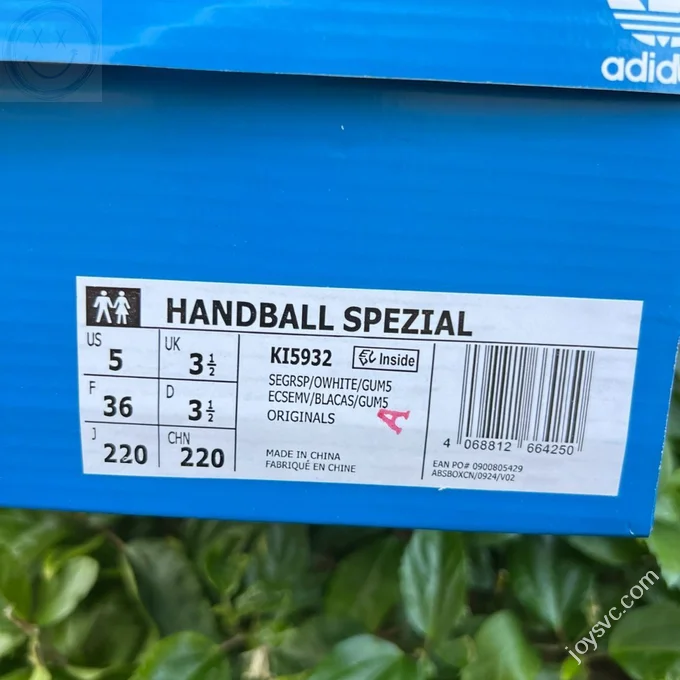 adidas
HANDBALL SPEZIAL
US
5
UK
3 1/2
F
36
D
3 1/2
J
220
CHN
220
KI5932
Inside
SEGRSP/OWHITE/GUM5
ECSEMV/BLACAS/GUM5
ORIGINALS
A
MADE IN CHINA
FABRIQUÉ EN CHINE
4 068812 664250
EAN PO# 0900805429
ABSBOXCN/0924/V02
joysvc.com